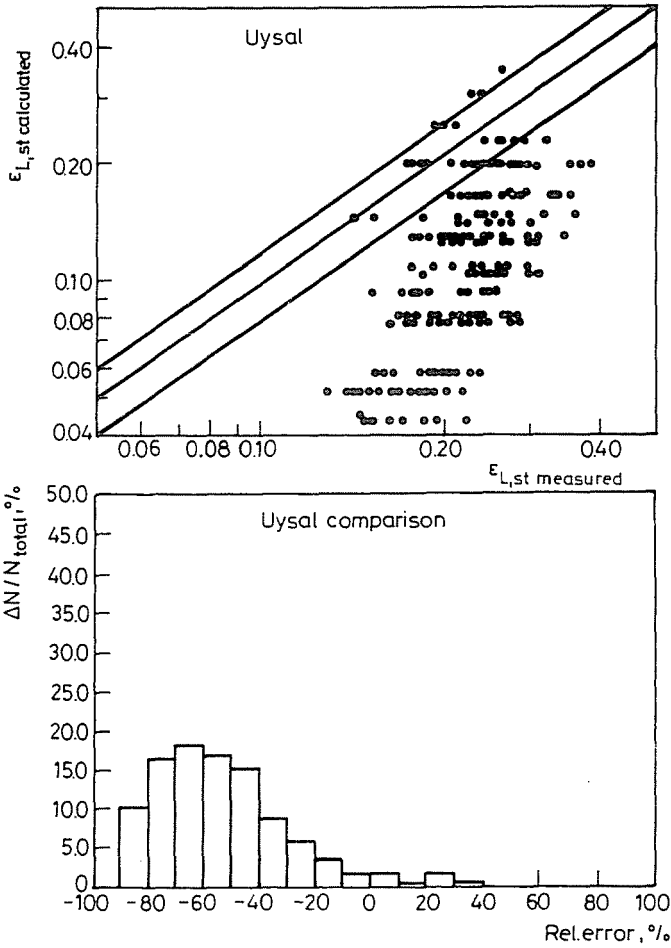 Uysal
εL,st calculated
0.40
0.20
0.10
0.08
0.06
0.04
0.06 0.08 0.10 0.20 0.40
εL,st measured
Uysal comparison
ΔN/Ntotal,%
50.0
45.0
40.0
35.0
30.0
25.0
20.0
15.0
10.0
5.0
0
-100 -80 -60 -40 -20 0 20 40 60 80 100
Rel.error,%